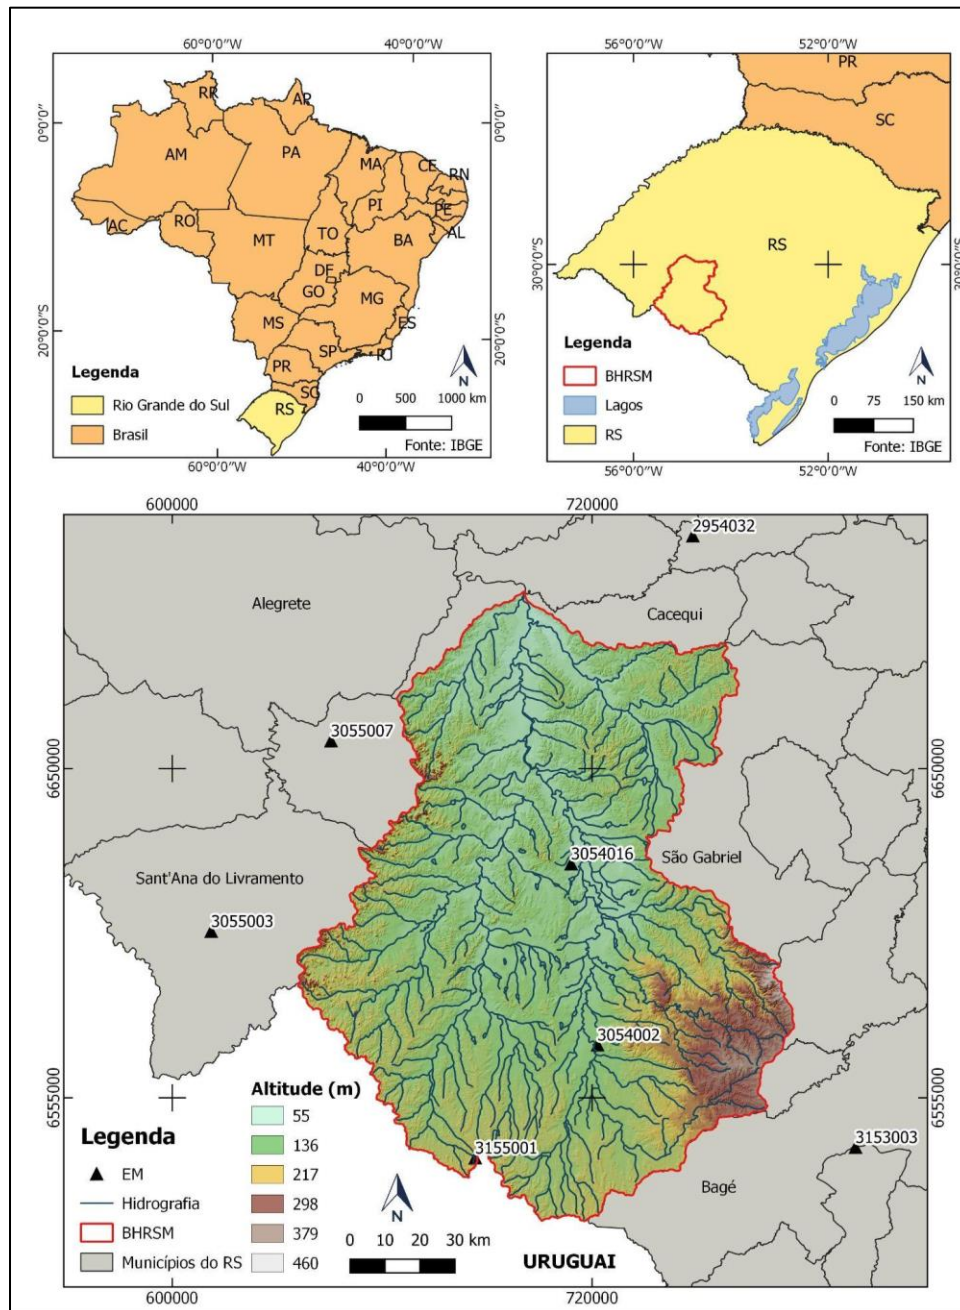 60°0'0"W 40°0'0"W
0°0'0"
0°0'0"
20°0'0"S
20°0'0"S
RR
AP
AM
PA
MA
CE
RN
PI
PE
AL
AC
RO
TO
BA
MT
DF
GO
MG
MS
ES
SP
RJ
PR
SC
RS
Legenda
Rio Grande do Sul
Brasil
N
0 500 1000 km
Fonte: IBGE
60°0'0"W 40°0'0"W
56°0'0"W 52°0'0"W
PR
SC
RS
30°0'0"S
30°0'0"S
Legenda
BHRSM
Lagos
RS
N
0 75 150 km
Fonte: IBGE
56°0'0"W 52°0'0"W
600000 720000
2954032
Alegrete
Cacequi
3055007
6650000
6650000
3054016
São Gabriel
Sant'Ana do Livramento
3055003
3054002
6555000
6555000
3155001
3153003
Bagé
Legenda
EM
Hidrografia
BHRSM
Municípios do RS
Altitude (m)
55
136
217
298
379
460
N
0 10 20 30 km
URUGUAI
600000 720000